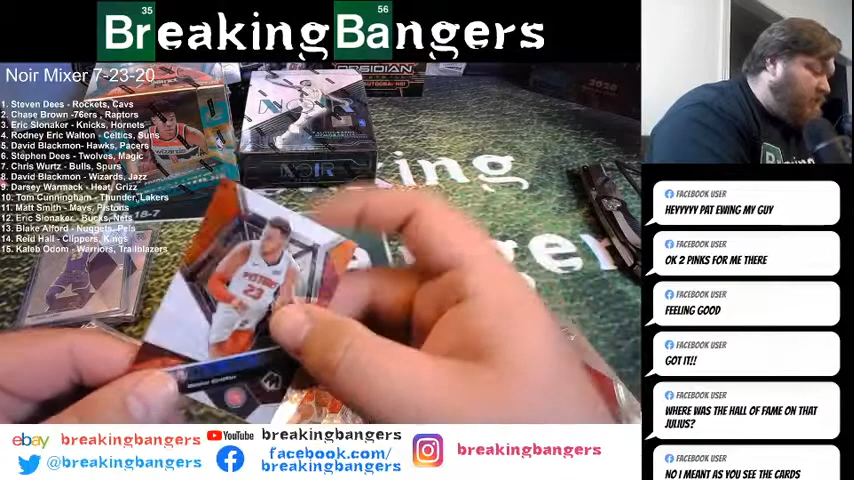 35
56
BreakingBangers
Noir Mixer 7-23-20
1. Steven Dees - Rockets, Cavs
2. Chase Brown -76ers , Raptors
3. Eric Slonaker - Knicks, Hornets
4. Rodney Eric Walton - Celtics, Suns
5. David Blackmon- Hawks, Pacers
6. Stephen Dees - Twolves, Magic
7. Chris Wurtz - Bulls, Spurs
8. David Blackmon - Wizards, Jazz
9. Darsey Warmack - Heat, Grizz
10. Tom Cunningham - Thunder, Lakers
11. Matt Smith - Mavs, Pistons
12. Eric Slonaker - Bucks, Nets
13. Blake Alford - Nuggets, Pels
14. Reid Hall - Clippers, Kings
15. Kaleb Odom - Warriors, Trailblazers
OBSIDIAN
NOIR
NOIR
18-7
PISTONS
23
FACEBOOK USER
HEYYYYY PAT EWING MY GUY
FACEBOOK USER
OK 2 PINKS FOR ME THERE
FACEBOOK USER
FEELING GOOD
FACEBOOK USER
GOT IT!!
FACEBOOK USER
WHERE WAS THE HALL OF FAME ON THAT
JULIUS?
FACEBOOK USER
NO I MEANT AS YOU SEE THE CARDS
ebay breakingbangers
YouTube breakingbangers
@breakingbangers
facebook.com/
breakingbangers
breakingbangers